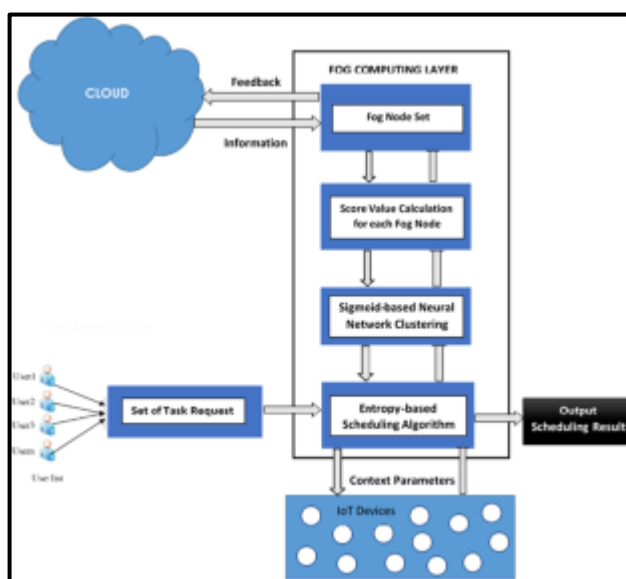 FOG COMPUTING LAYER
CLOUD
Feedback
Information
Fog Node Set
Score Value Calculation
for each Fog Node
Sigmoid-based Neural
Network Clustering
User1
User2
User3
Usern
User list
Set of Task Request
Entropy-based
Scheduling Algorithm
Output
Scheduling Result
Context Parameters
IoT Devices